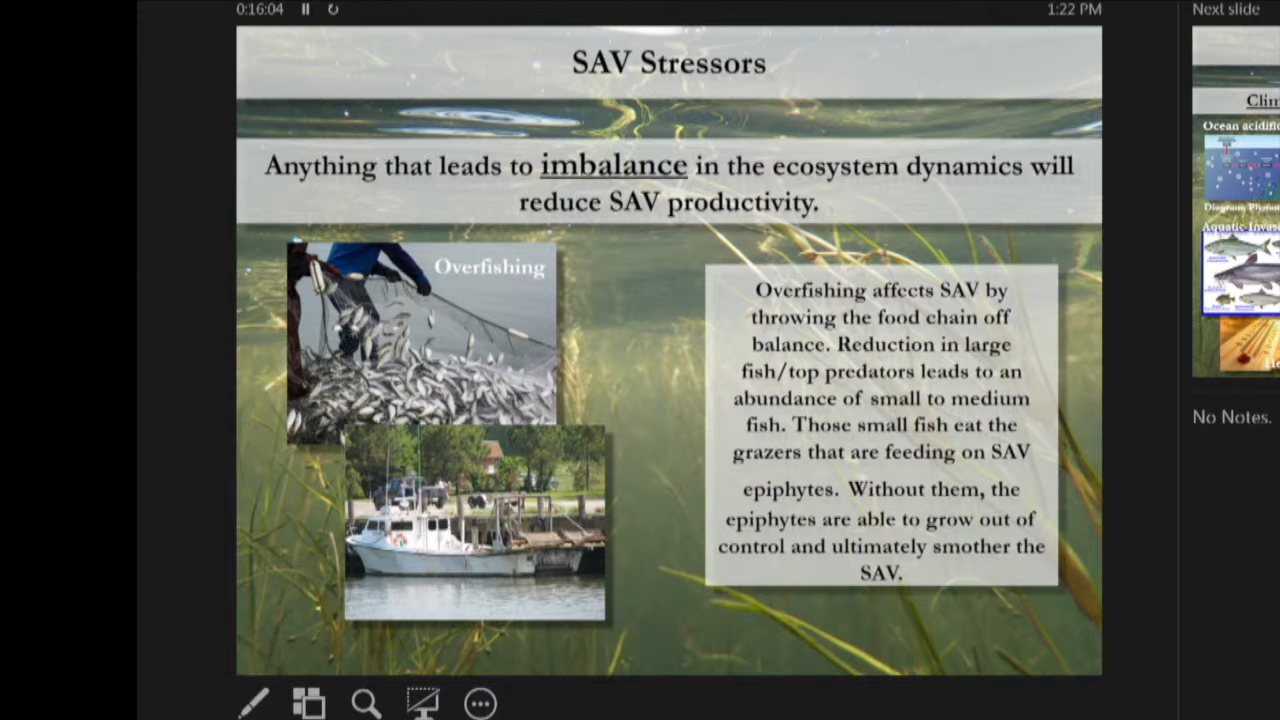 0:16:04
1:22 PM
Next slide
SAV Stressors
Anything that leads to imbalance in the ecosystem dynamics will
reduce SAV productivity.
Overfishing
Overfishing affects SAV by
throwing the food chain off
balance. Reduction in large
fish/top predators leads to an
abundance of small to medium
fish. Those small fish eat the
grazers that are feeding on SAV
epiphytes. Without them, the
epiphytes are able to grow out of
control and ultimately smother the
SAV.
Clim
Ocean acidific
Aquatic Invas
No Notes.